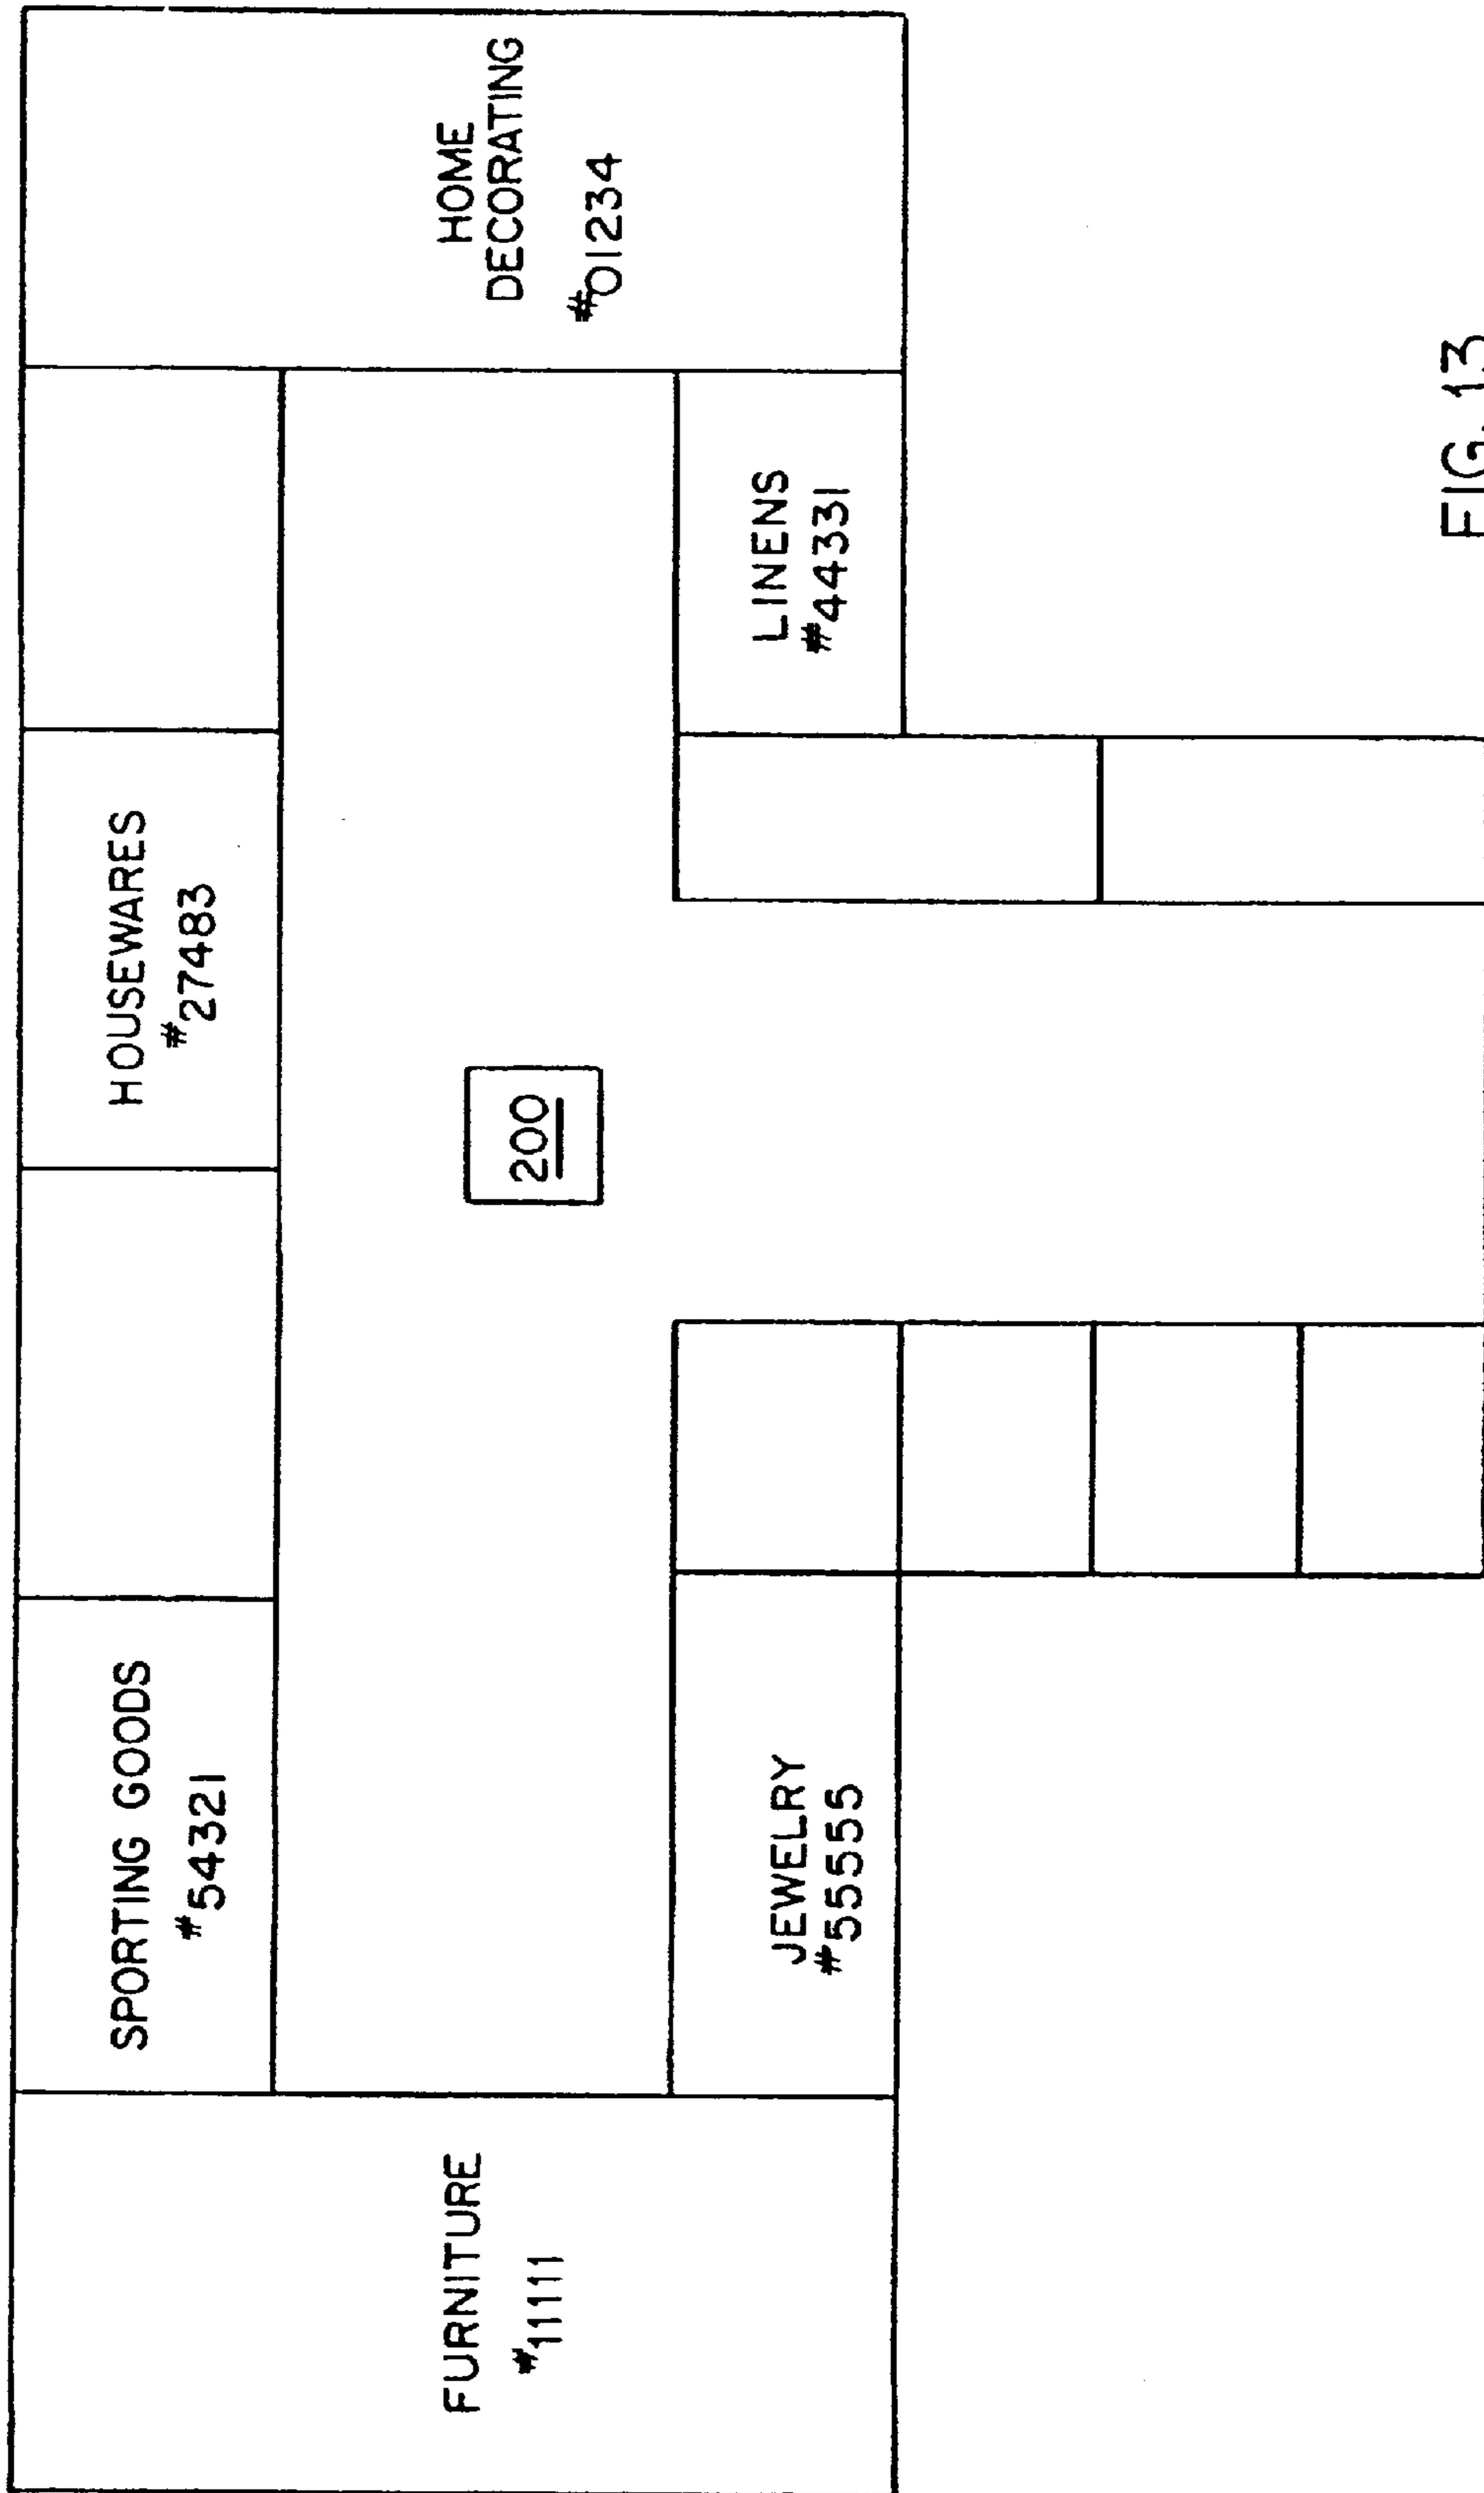 SPORTING GOODS
#54321
HOUSEWARES
#27483
FURNITURE
#11111
200
HOME
DECORATING
#01234
JEWELRY
#55555
LINENS
#44331
FIG. 13